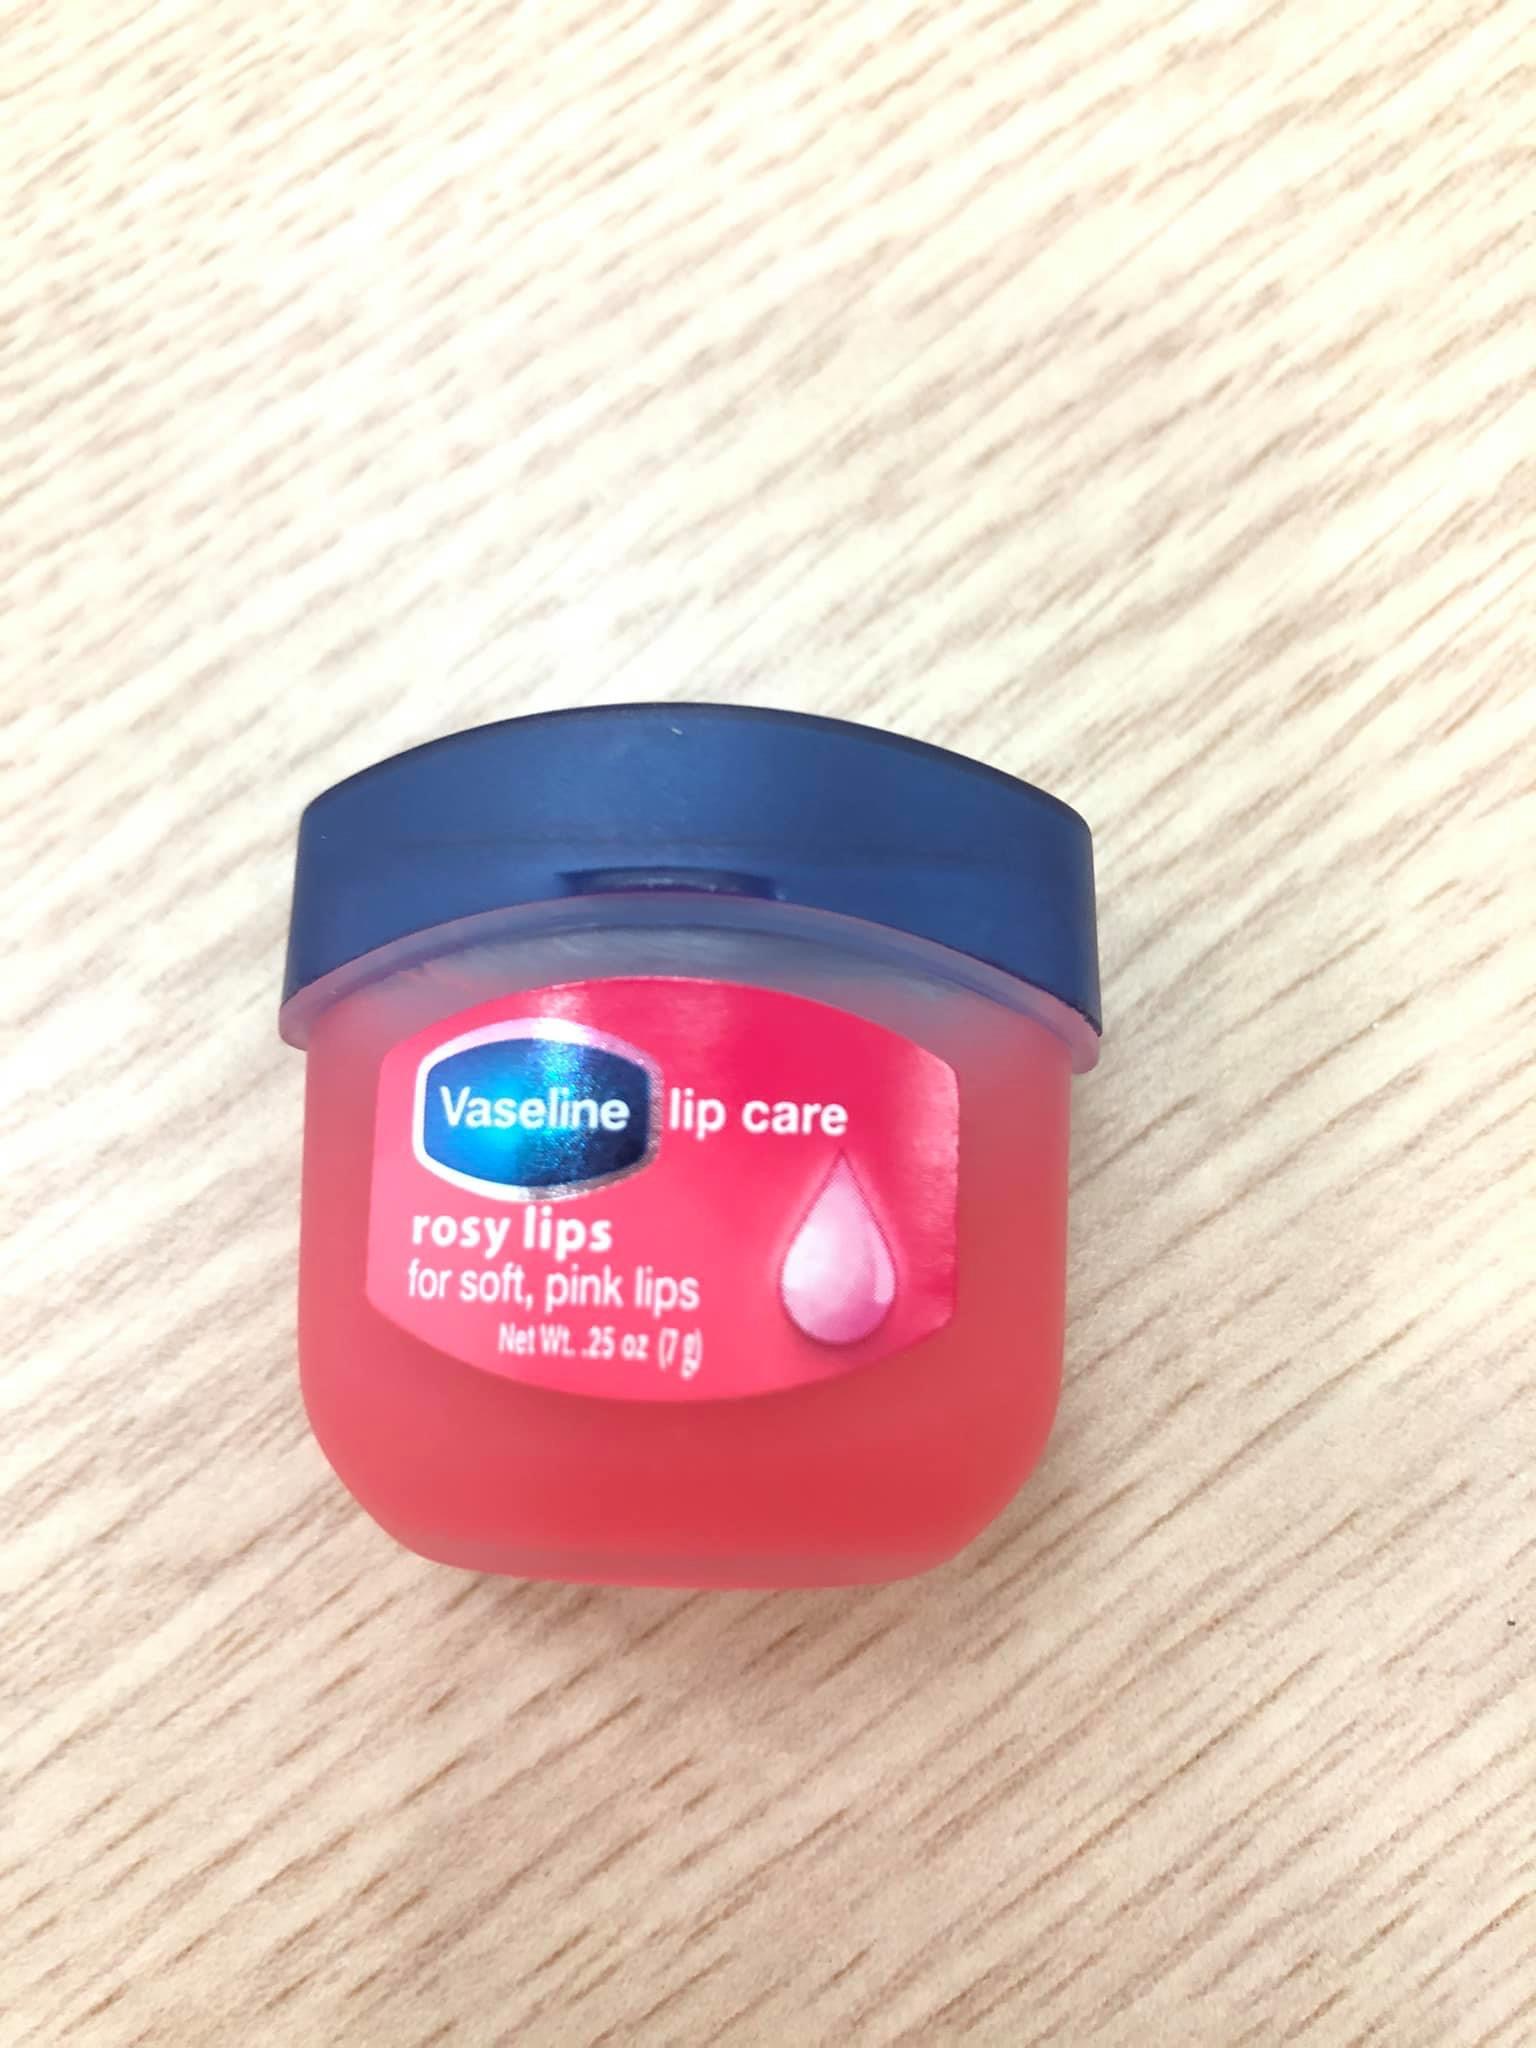 Vaseline lip care
rosy lips
for soft, pink lips
Net Wt. .25 oz (7 g)